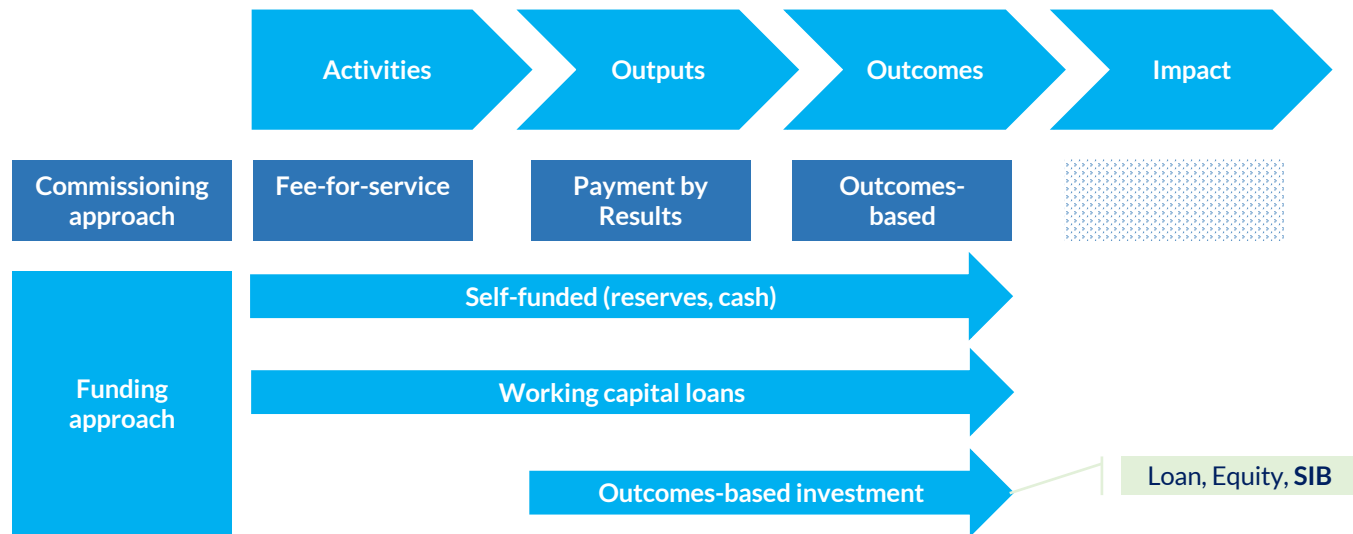 Activities
Outputs
Outcomes
Impact
Commissioning
approach
Fee-for-service
Payment by
Results
Outcomes-
based
Funding
approach
Self-funded (reserves, cash)
Working capital loans
Outcomes-based investment
Loan, Equity, SIB